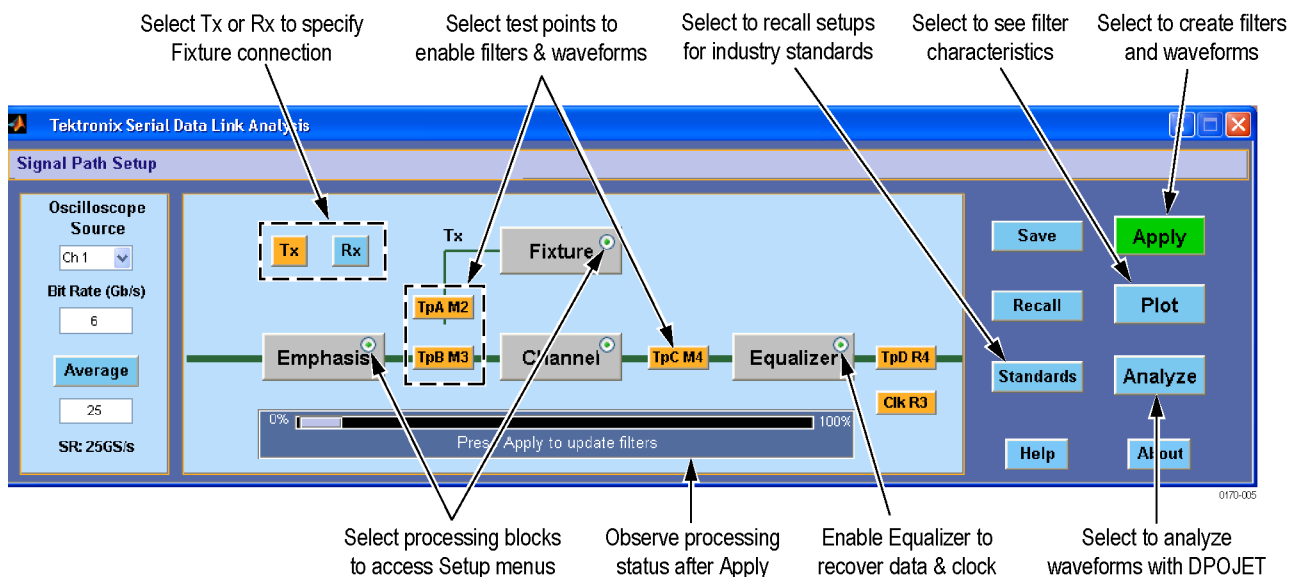 Select Tx or Rx to specify
Fixture connection
Select test points to
enable filters & waveforms
Select to recall setups
for industry standards
Select to see filter
characteristics
Select to create filters
and waveforms
Tektronix Serial Data Link Analysis
Signal Path Setup
Oscilloscope
Source
Ch 1
Bit Rate (Gb/s)
6
Average
25
SR: 25GS/s
Tx
Rx
Tx
Fixture
TpA M2
Emphasis
TpB M3
Channel
TpC M4
Equalizer
TpD R4
Clk R3
0%
100%
Press Apply to update filters
Save
Apply
Recall
Plot
Standards
Analyze
Help
About
0170-005
Select processing blocks
to access Setup menus
Observe processing
status after Apply
Enable Equalizer to
recover data & clock
Select to analyze
waveforms with DPOJET